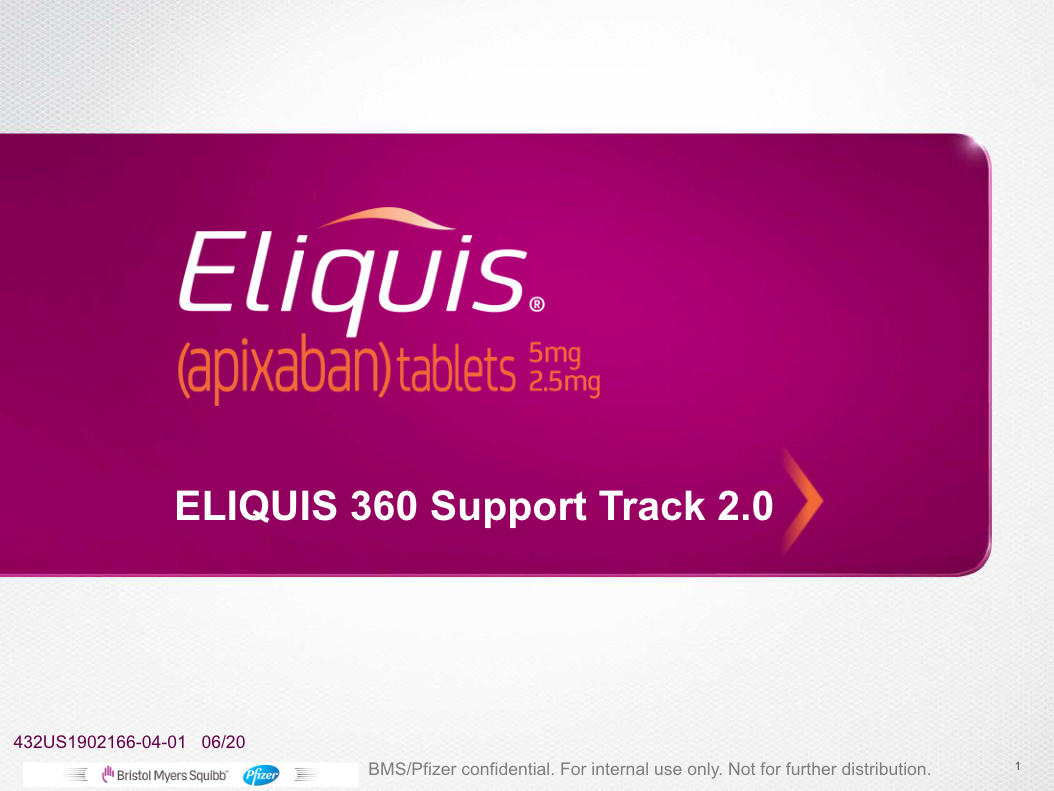 Eliquis®
(apixaban) tablets 5mg 2.5mg
ELIQUIS 360 Support Track 2.0
432US1902166-04-01 06/20
Bristol Myers Squibb™ Pfizer
BMS/Pfizer confidential. For internal use only. Not for further distribution.
1